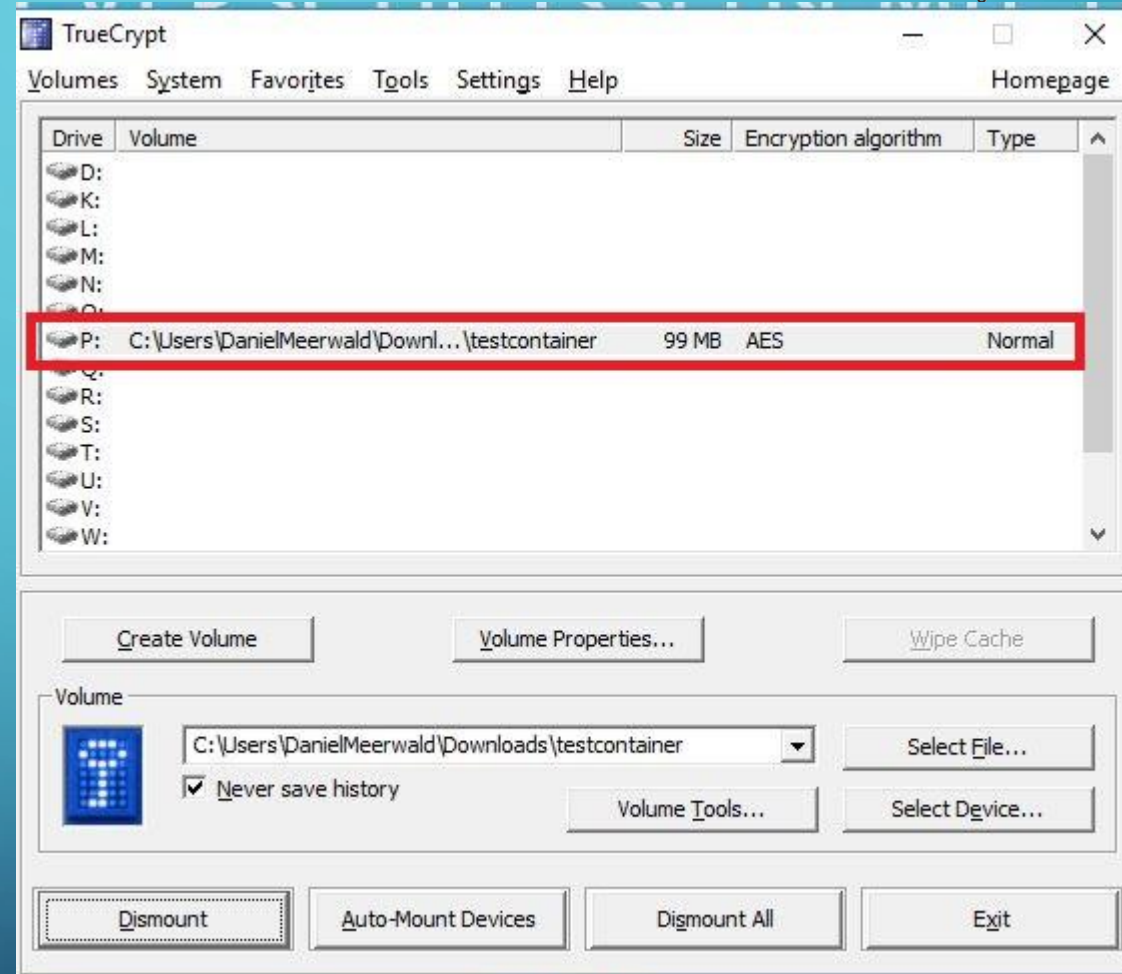 TrueCrypt
Volumes System Favorites Tools Settings Help Homepage
Drive Volume Size Encryption algorithm Type
D:
K:
L:
M:
N:
P: C:\Users\DanielMeerwald\Downl...\testcontainer 99 MB AES Normal
Q:
R:
S:
T:
U:
V:
W:
Create Volume Volume Properties... Wipe Cache
Volume
C:\Users\DanielMeerwald\Downloads\testcontainer Select File...
Never save history
Volume Tools... Select Device...
Dismount Auto-Mount Devices Dismount All Exit